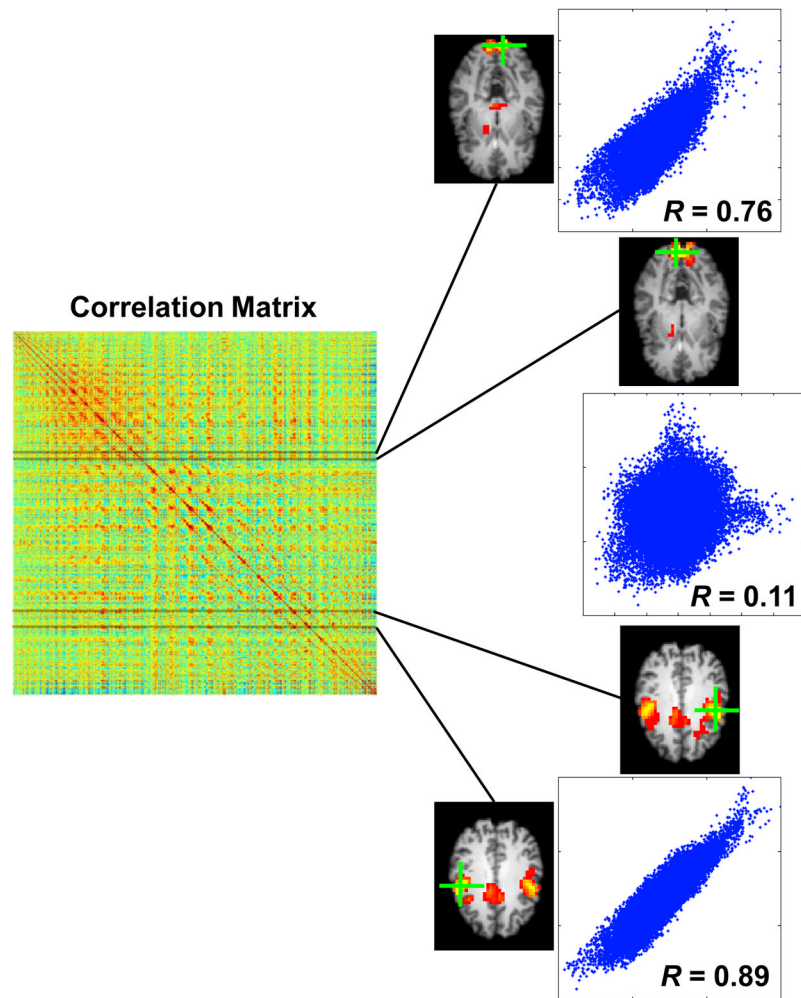 R = 0.76
Correlation Matrix
R = 0.11
R = 0.89